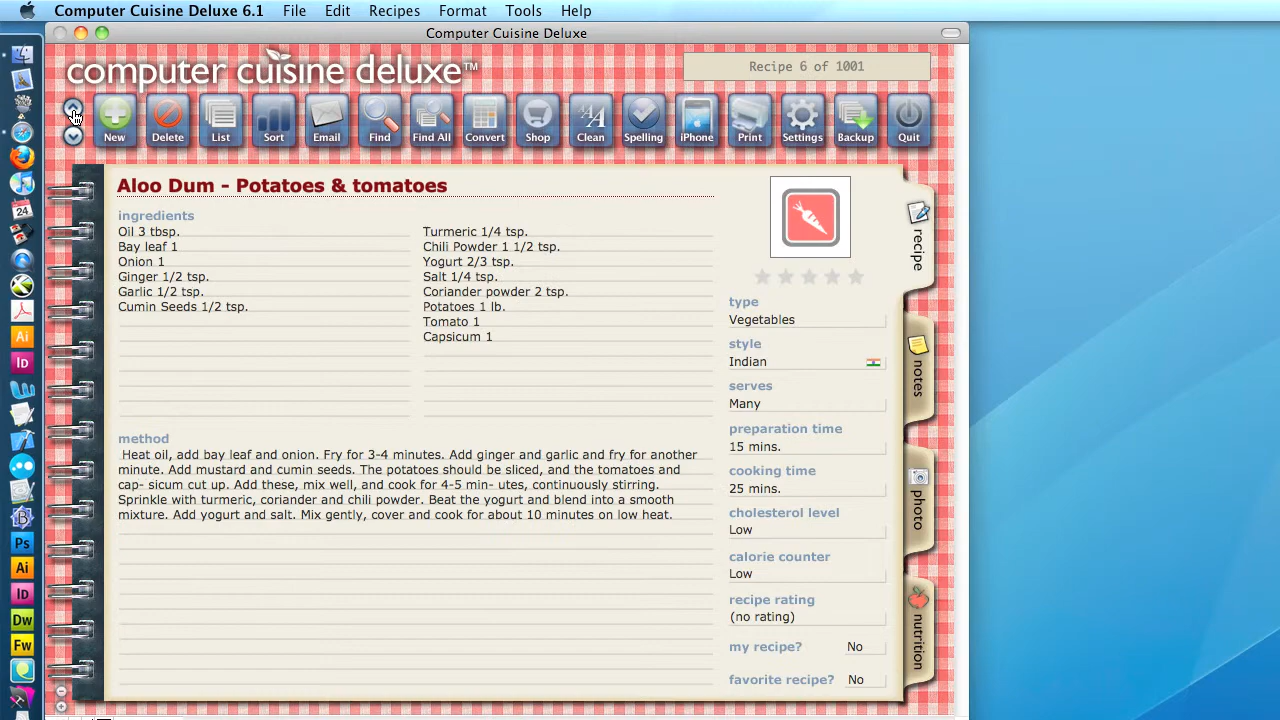 Computer Cuisine Deluxe 6.1 File Edit Recipes Format Tools Help
Computer Cuisine Deluxe
computer cuisine deluxe™
Recipe 6 of 1001
New Delete List Sort Email Find Find All Convert Shop Clean Spelling iPhone Print Settings Backup Quit
Aloo Dum - Potatoes & tomatoes
ingredients
Oil 3 tbsp.
Bay leaf 1
Onion 1
Ginger 1/2 tsp.
Garlic 1/2 tsp.
Cumin Seeds 1/2 tsp.
Turmeric 1/4 tsp.
Chili Powder 1 1/2 tsp.
Yogurt 2/3 tsp.
Salt 1/4 tsp.
Coriander powder 2 tsp.
Potatoes 1 lb.
Tomato 1
Capsicum 1
method
Heat oil, add bay leaf and onion. Fry for 3-4 minutes. Add ginger and garlic and fry for another
minute. Add mustard and cumin seeds. The potatoes should be sliced, and the tomatoes and
cap- sicum cut up. Add these, mix well, and cook for 4-5 min- utes, continuously stirring.
Sprinkle with turmeric, coriander and chili powder. Beat the yogurt and blend into a smooth
mixture. Add yogurt and salt. Mix gently, cover and cook for about 10 minutes on low heat.
type
Vegetables
style
Indian
serves
Many
preparation time
15 mins.
cooking time
25 mins.
cholesterol level
Low
calorie counter
Low
recipe rating
(no rating)
my recipe? No
favorite recipe? No
recipe
notes
photo
nutrition
24
Ai
Id
Ps
Ai
Id
Dw
Fw